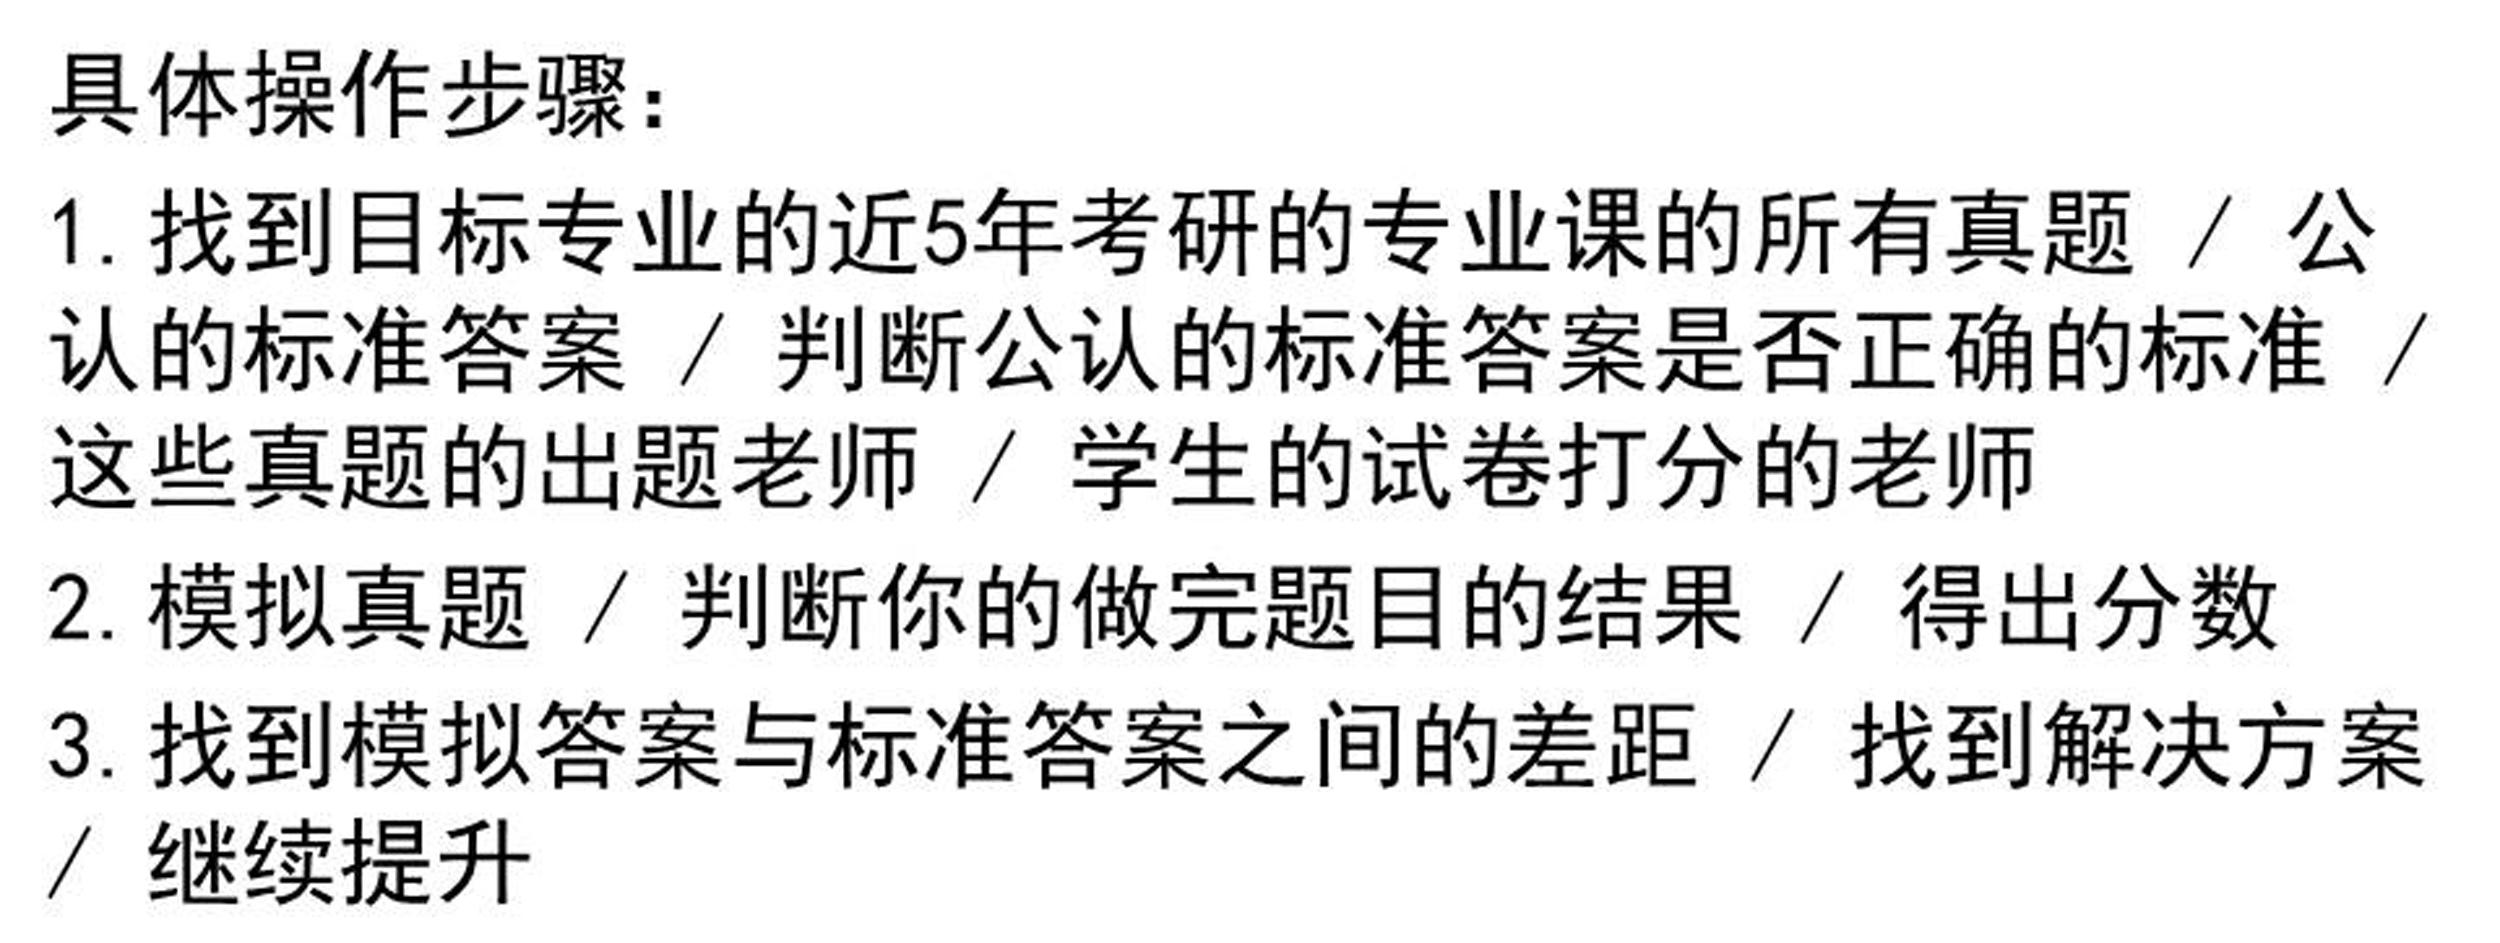 具体操作步骤：
1.找到目标专业的近5年考研的专业课的所有真题 / 公
认的标准答案 / 判断公认的标准答案是否正确的标准 /
这些真题的出题老师 / 学生的试卷打分的老师
2.模拟真题 / 判断你的做完题目的结果 / 得出分数
3.找到模拟答案与标准答案之间的差距 / 找到解决方案
/ 继续提升